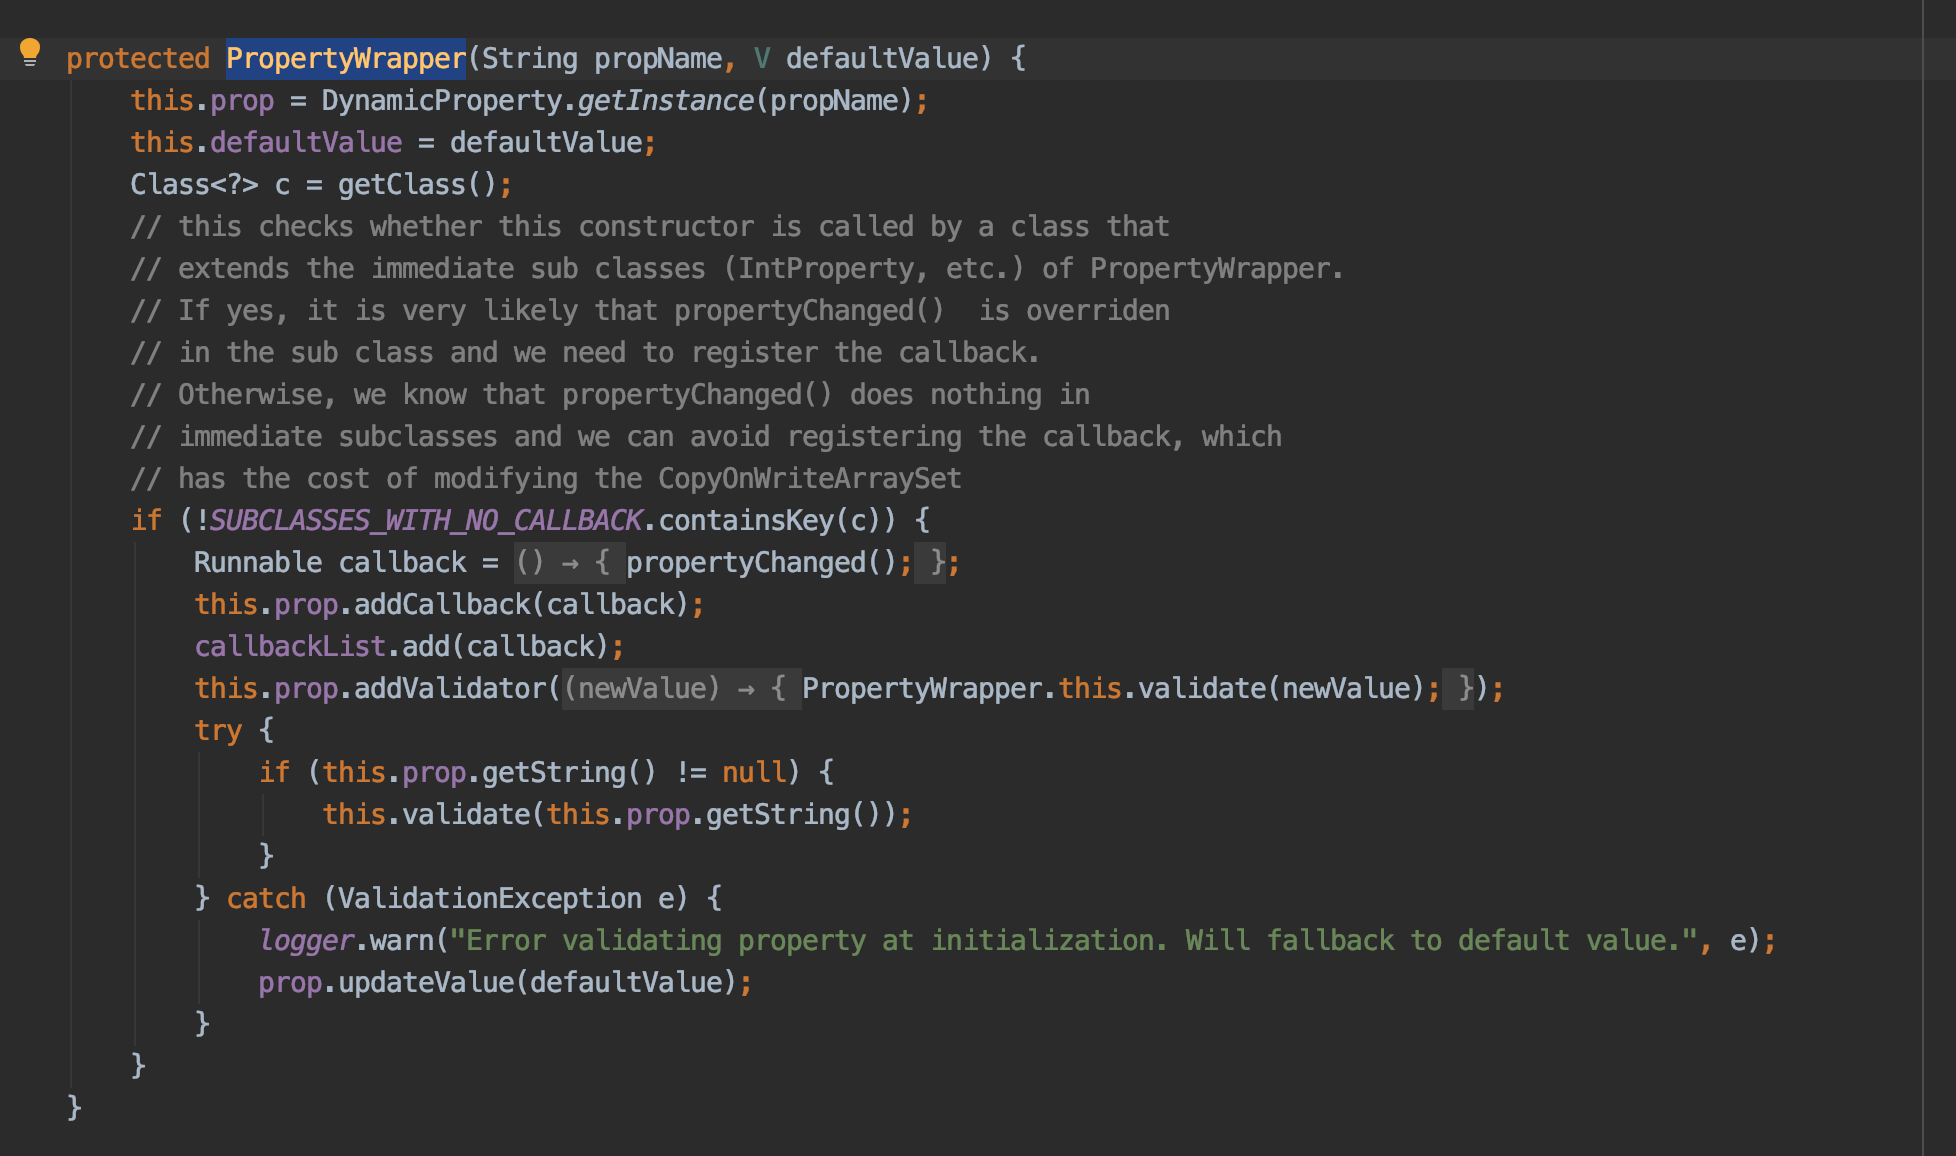 protected PropertyWrapper(String propName, V defaultValue) {
this.prop = DynamicProperty.getInstance(propName);
this.defaultValue = defaultValue;
Class<?> c = getClass();
// this checks whether this constructor is called by a class that
// extends the immediate sub classes (IntProperty, etc.) of PropertyWrapper.
// If yes, it is very likely that propertyChanged()  is overriden
// in the sub class and we need to register the callback.
// Otherwise, we know that propertyChanged() does nothing in
// immediate subclasses and we can avoid registering the callback, which
// has the cost of modifying the CopyOnWriteArraySet
if (!SUBCLASSES_WITH_NO_CALLBACK.containsKey(c)) {
Runnable callback = () → { propertyChanged(); };
this.prop.addCallback(callback);
callbackList.add(callback);
this.prop.addValidator((newValue) → { PropertyWrapper.this.validate(newValue); });
try {
if (this.prop.getString() != null) {
this.validate(this.prop.getString());
}
} catch (ValidationException e) {
logger.warn("Error validating property at initialization. Will fallback to default value.", e);
prop.updateValue(defaultValue);
}
}
}